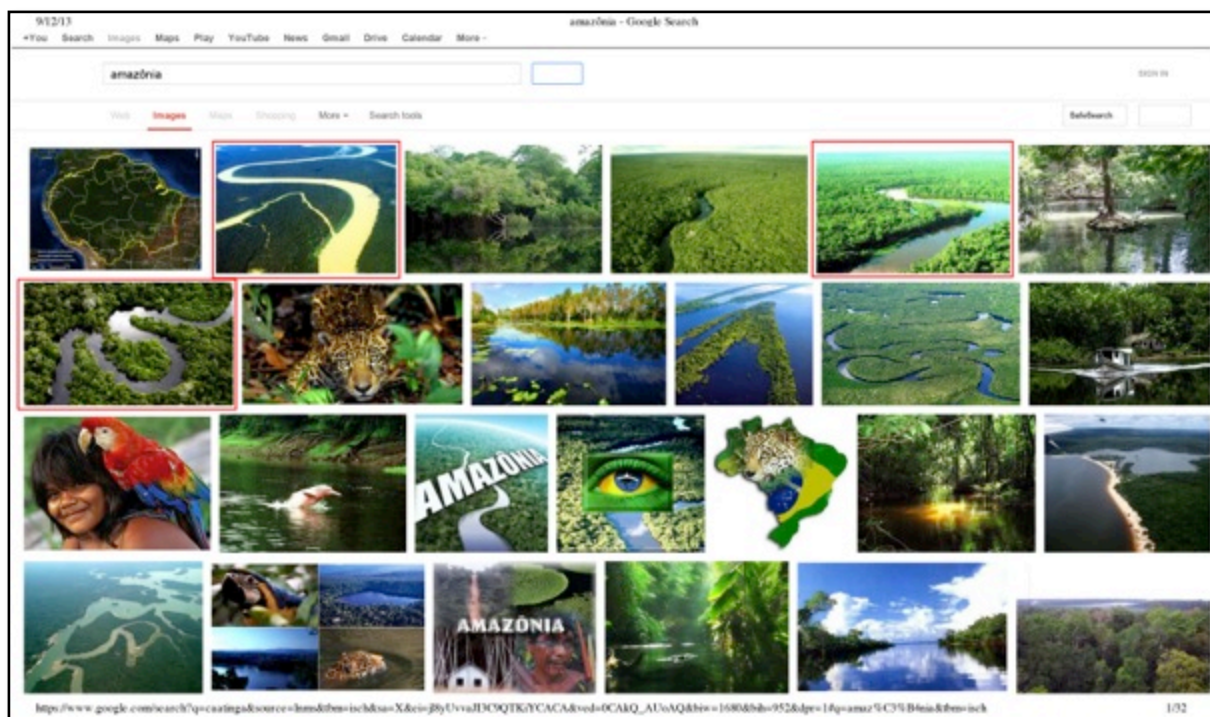 9/12/13 amazônia - Google Search
+You Search Images Maps Play YouTube News Gmail Drive Calendar More
amazônia
SIGN IN
Web Images Maps Shopping More Search tools
SafeSearch
AMAZÔNIA
AMAZÔNIA
1/32